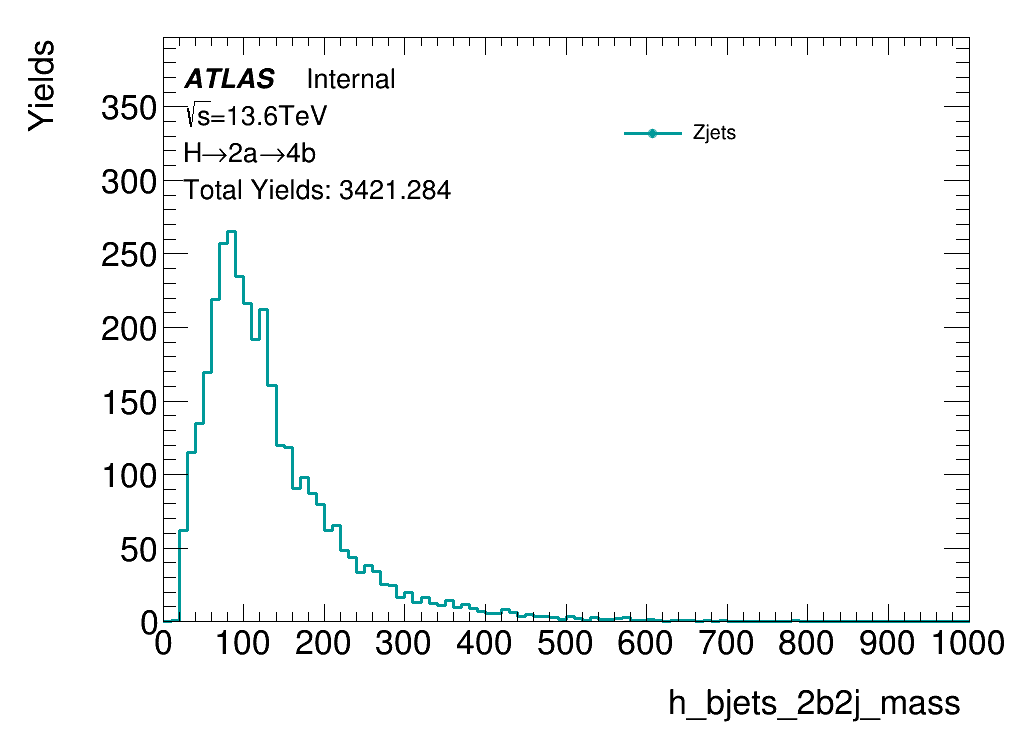 Yields
ATLAS Internal
√s=13.6TeV
H→2a→4b
Total Yields: 3421.284
Zjets
350
300
250
200
150
100
50
0
0 100 200 300 400 500 600 700 800 900 1000
h_bjets_2b2j_mass